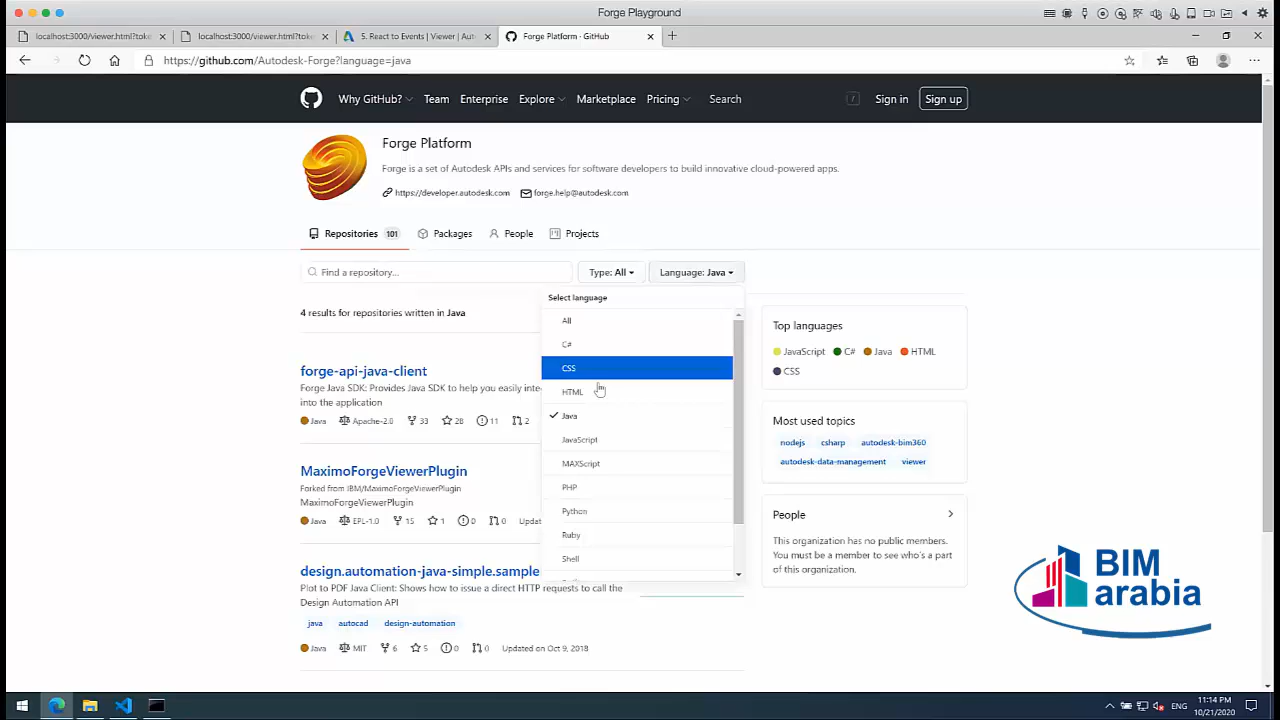 Forge Playground
localhost:3000/viewer.html?toke
localhost:3000/viewer.html?toke
5. React to Events | Viewer | Aut
Forge Platform · GitHub
https://github.com/Autodesk-Forge?language=java
Why GitHub?
Team
Enterprise
Explore
Marketplace
Pricing
Search
/
Sign in
Sign up
Forge Platform
Forge is a set of Autodesk APIs and services for software developers to build innovative cloud-powered apps.
https://developer.autodesk.com
forge.help@autodesk.com
Repositories 101
Packages
People
Projects
Find a repository...
Type: All
Language: Java
Select language
All
C#
CSS
HTML
Java
JavaScript
MAXScript
PHP
Python
Ruby
Shell
4 results for repositories written in Java
forge-api-java-client
Forge Java SDK: Provides Java SDK to help you easily inte
into the application
Java Apache-2.0 33 28 11 2
MaximoForgeViewerPlugin
Forked from IBM/MaximoForgeViewerPlugin
MaximoForgeViewerPlugin
Java EPL-1.0 15 1 0 0 Updat
design.automation-java-simple.sample
Plot to PDF Java Client: Shows how to issue a direct HTTP requests to call the
Design Automation API
java autocad design-automation
Java MIT 6 5 0 0 Updated on Oct 9, 2018
Top languages
JavaScript C# Java HTML
CSS
Most used topics
nodejs csharp autodesk-bim360
autodesk-data-management viewer
People
This organization has no public members.
You must be a member to see who's a part
of this organization.
BIM
arabia
ENG
11:14 PM
10/21/2020